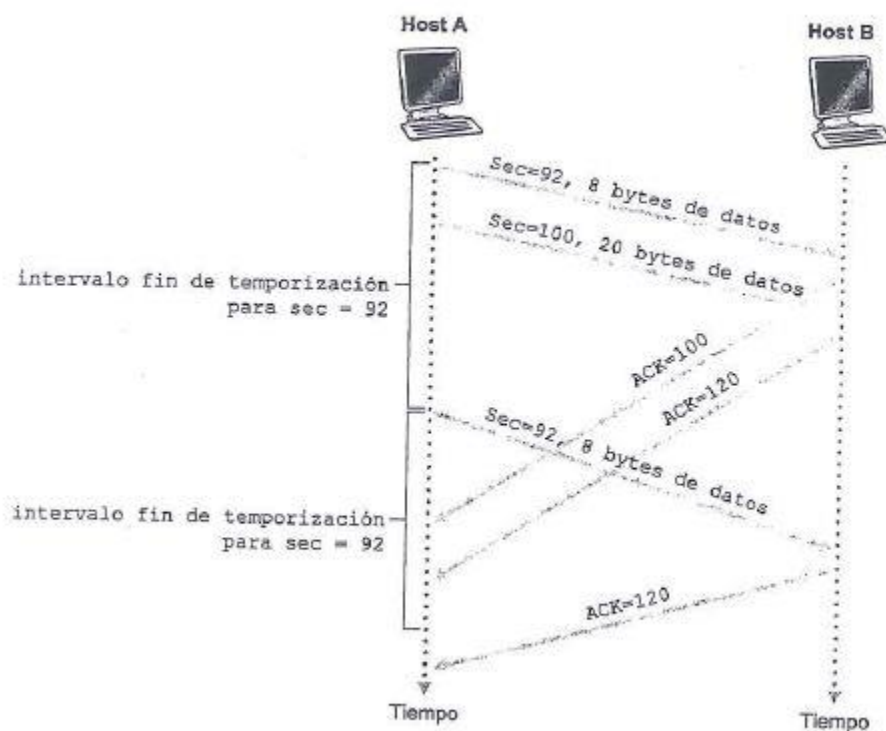 Host A
Host B
Sec=92, 8 bytes de datos
Sec=100, 20 bytes de datos
intervalo fin de temporización
para sec = 92
ACK=100
ACK=120
Sec=92, 8 bytes de datos
intervalo fin de temporización
para sec = 92
ACK=120
Tiempo
Tiempo